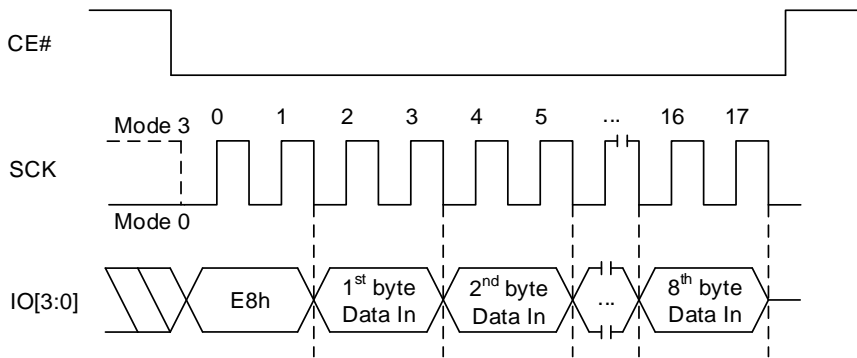 CE#
Mode 3
0 1 2 3 4 5 ... 16 17
SCK
Mode 0
IO[3:0]
E8h
1st byte
Data In
2nd byte
Data In
...
8th byte
Data In